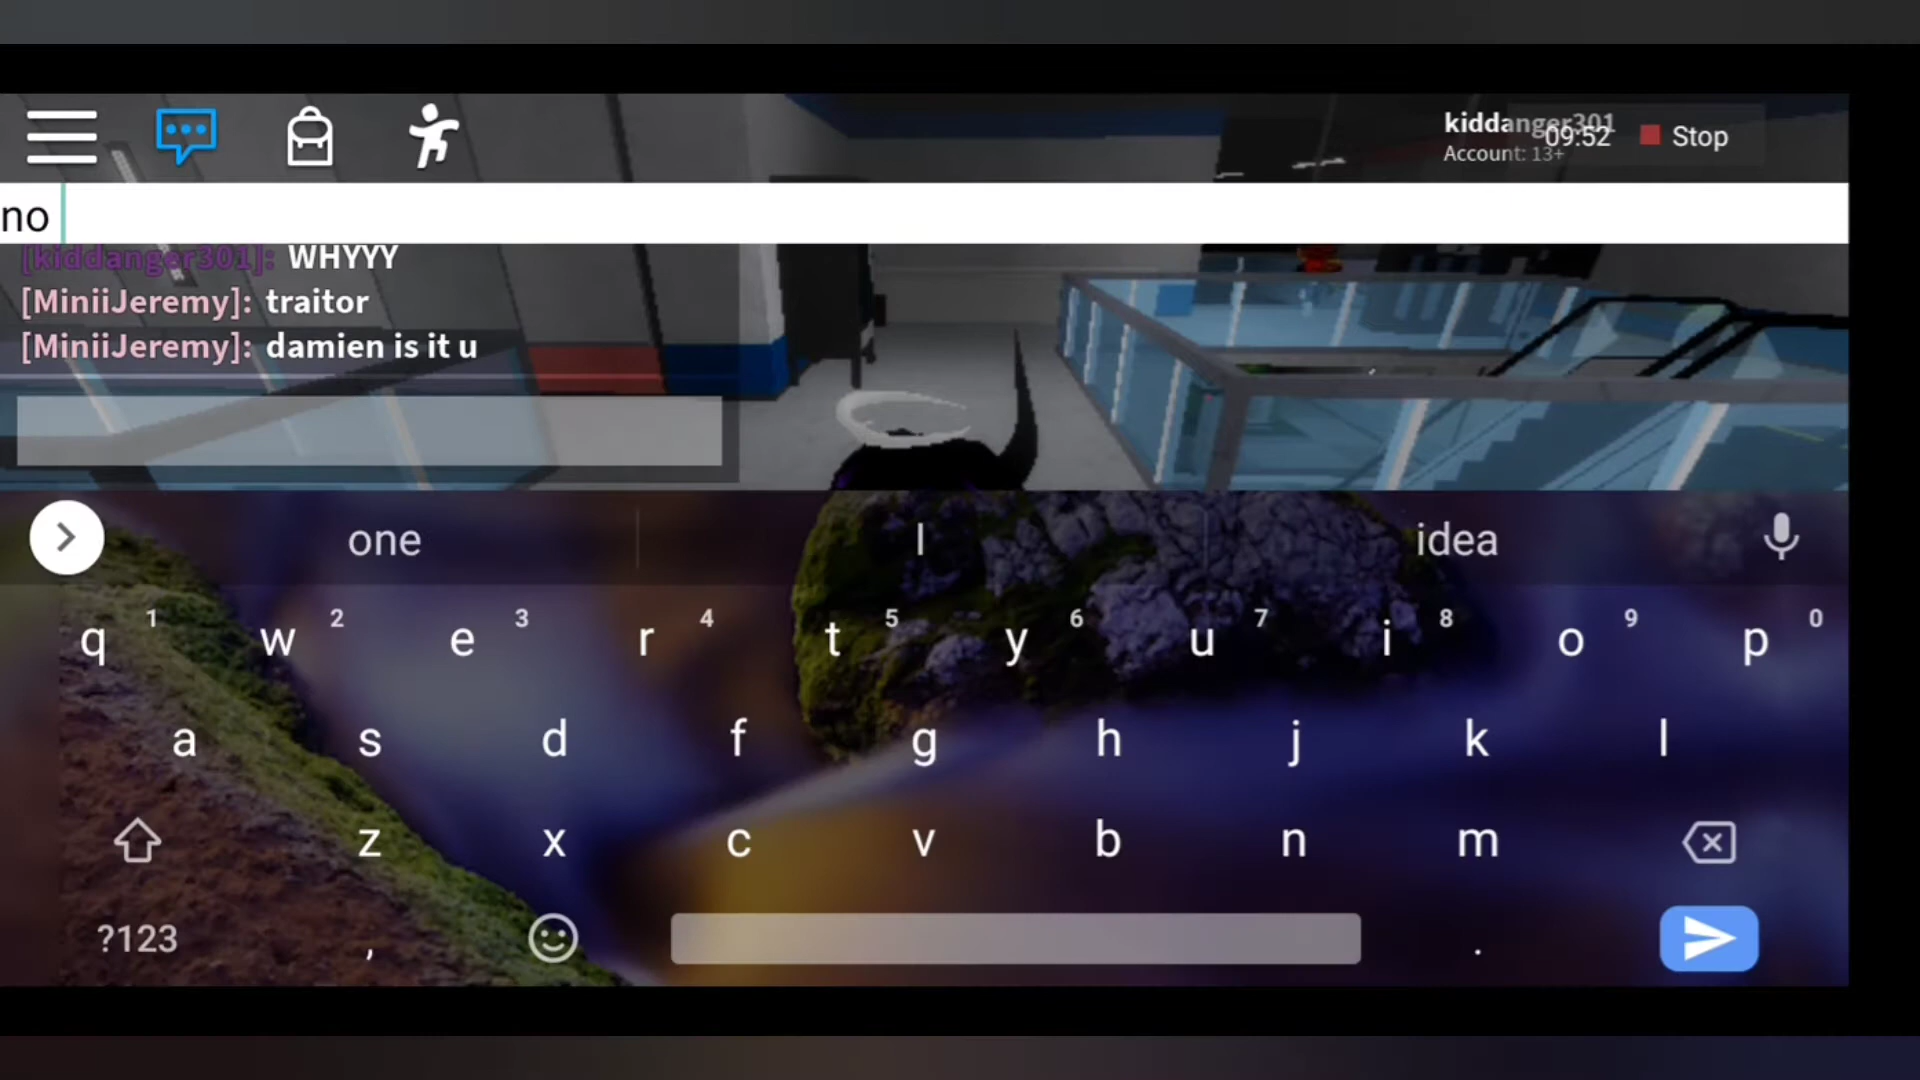 kiddanger301
09:52
Stop
Account: 13+
no
[kiddanger301]: WHYYY
[MiniiJeremy]: traitor
[MiniiJeremy]: damien is it u
one I idea
1 2 3 4 5 6 7 8 9 0
q w e r t y u i o p
a s d f g h j k l
z x c v b n m
?123 , .